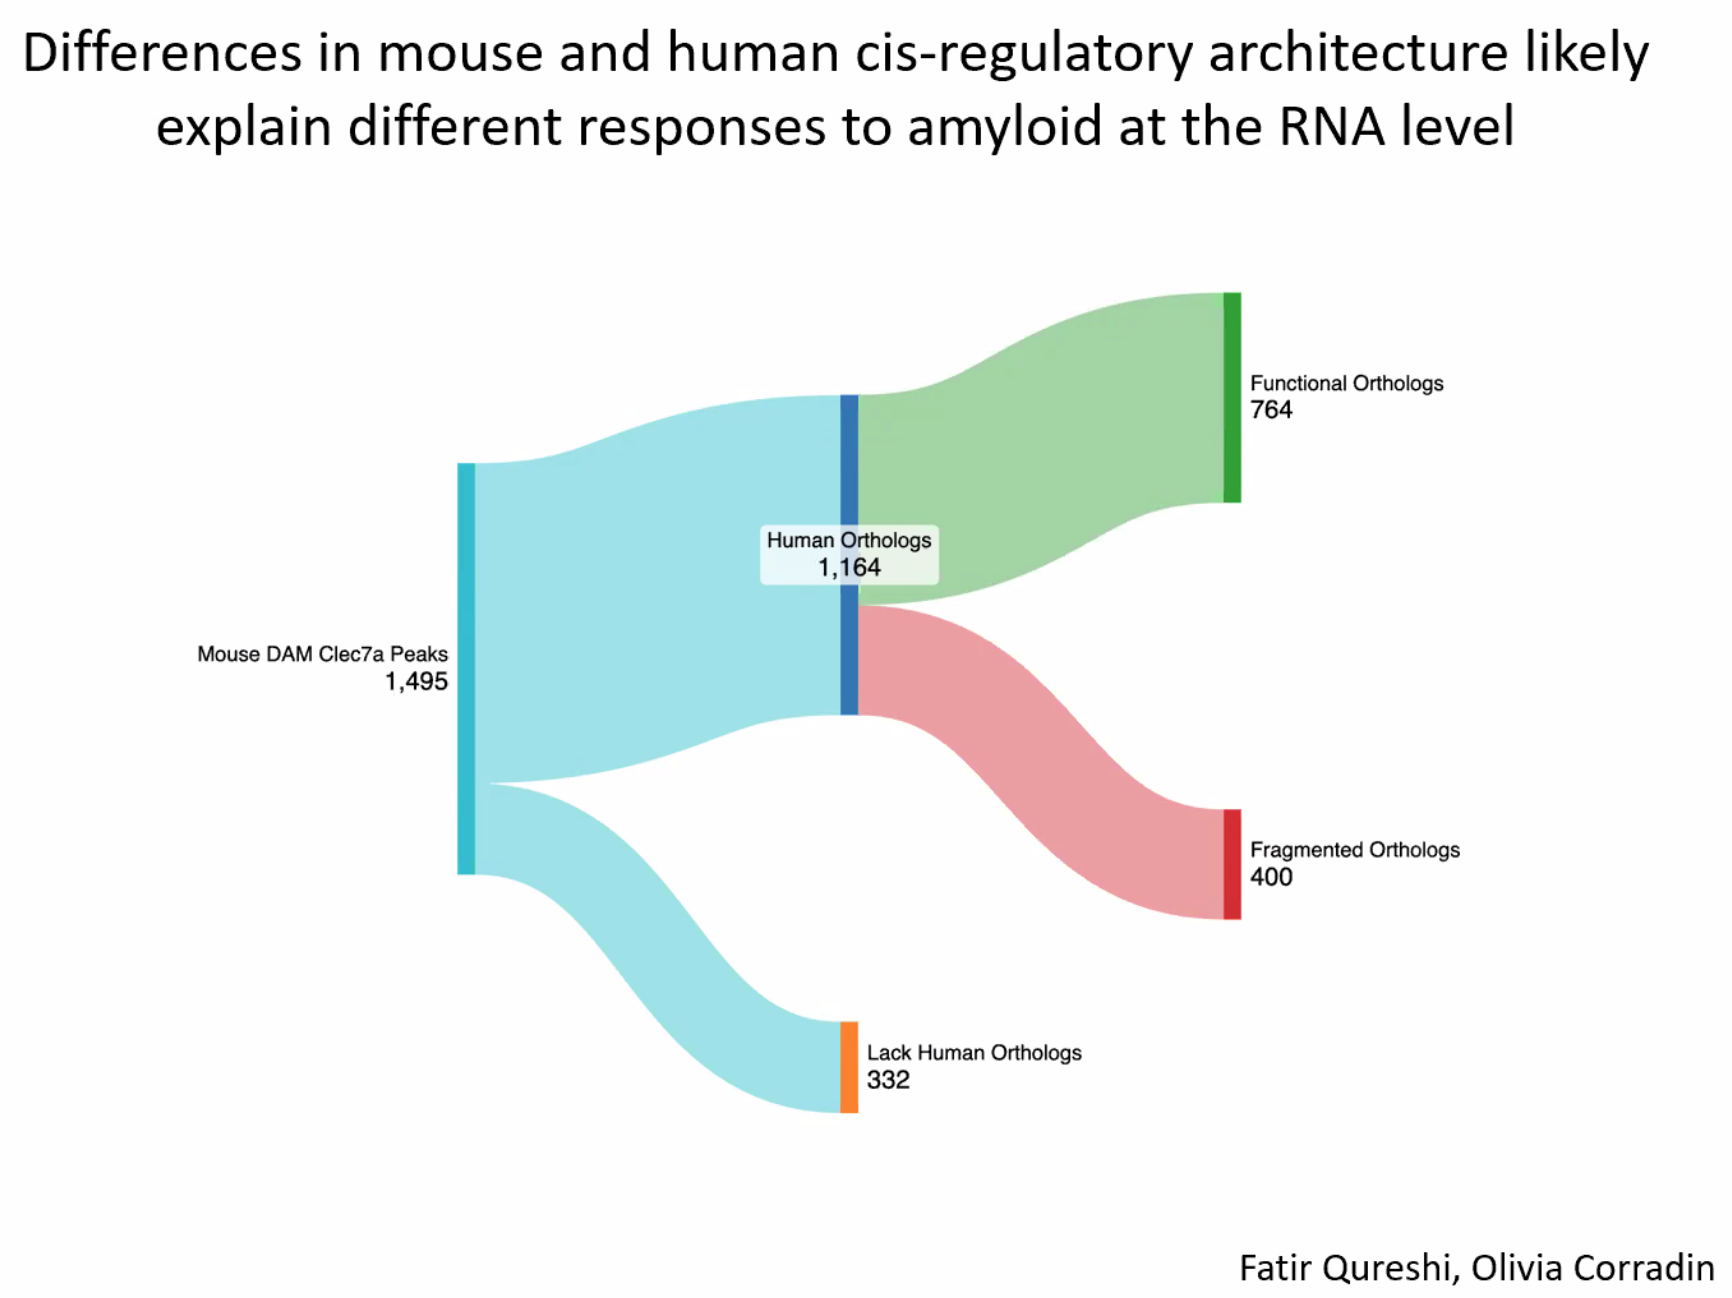 Differences in mouse and human cis-regulatory architecture likely
explain different responses to amyloid at the RNA level
Functional Orthologs
764
Human Orthologs
1,164
Mouse DAM Clec7a Peaks
1,495
Fragmented Orthologs
400
Lack Human Orthologs
332
Fatir Qureshi, Olivia Corradin